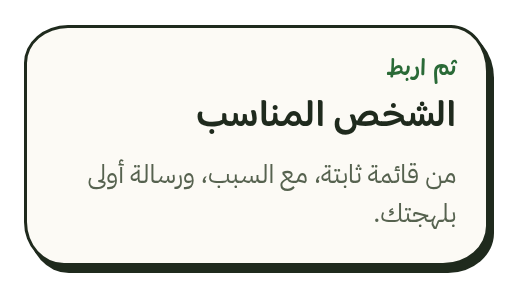 ثم اربط
الشخص المناسب
من قائمة ثابتة، مع السبب، ورسالة أولى
بلهجتك.